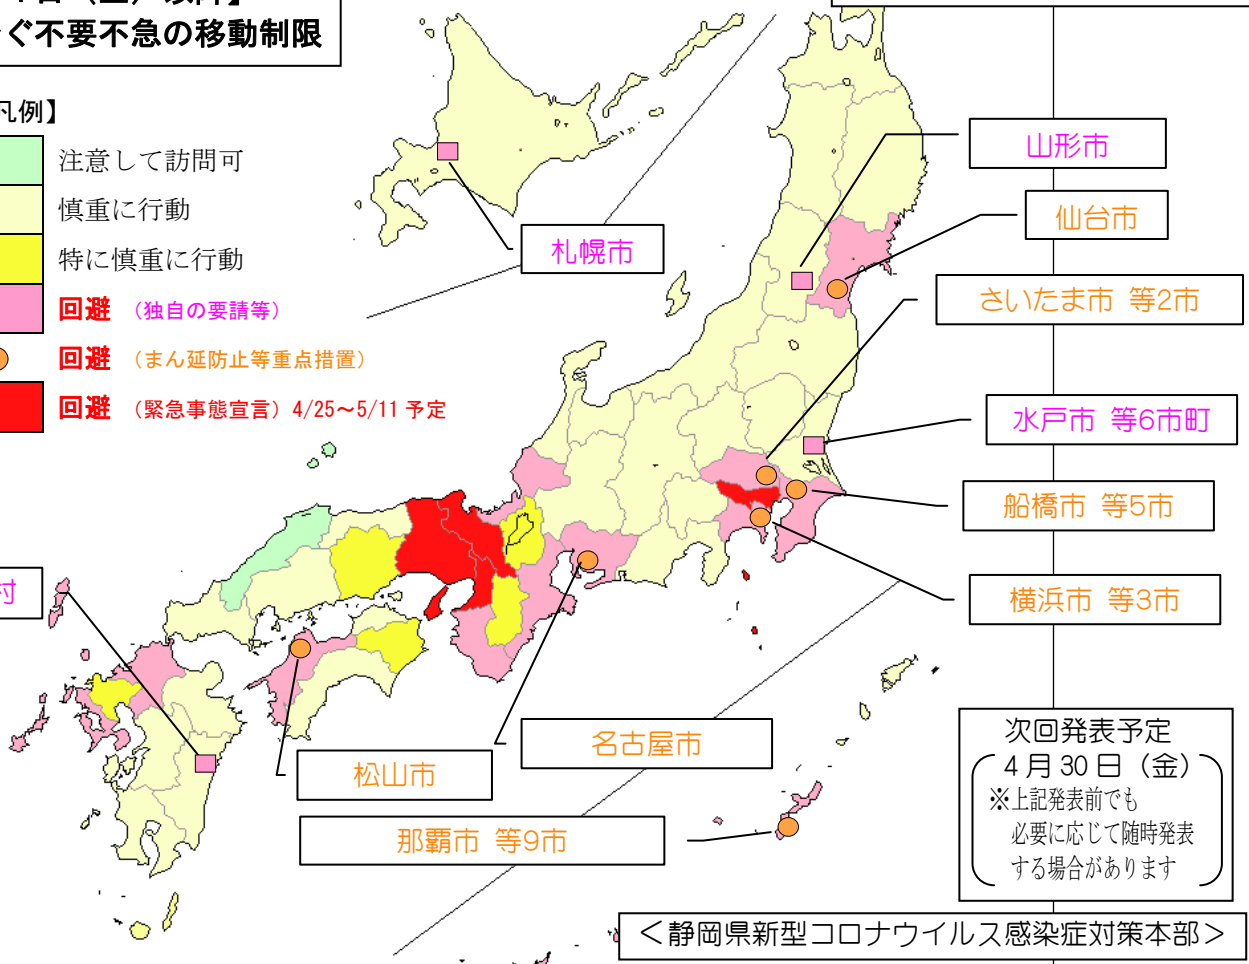 ぐ不要不急の移動制限
凡例】
注意して訪問可
慎重に行動
特に慎重に行動
回避 （独自の要請等）
回避 （まん延防止等重点措置）
回避 （緊急事態宣言）4/25～5/11 予定
山形市
仙台市
札幌市
さいたま市 等2市
水戸市 等6市町
船橋市 等5市
横浜市 等3市
村
名古屋市
松山市
那覇市 等9市
次回発表予定
4月30日（金）
※上記発表前でも
必要に応じて随時発表
する場合があります
＜静岡県新型コロナウイルス感染症対策本部＞